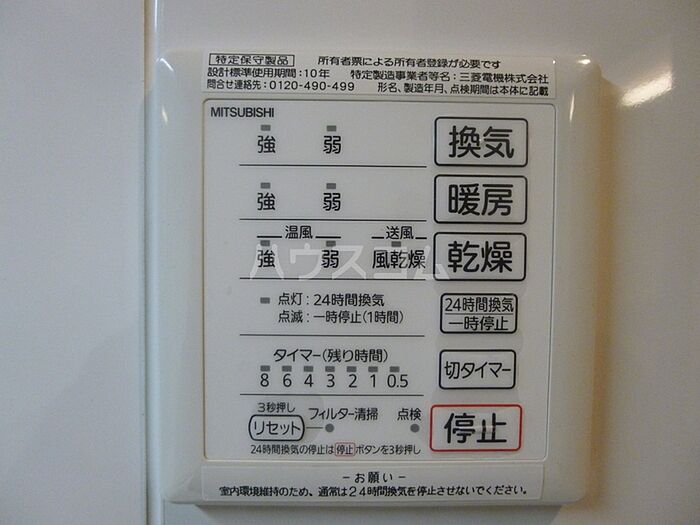 特定保守製品 所有者票による所有者登録が必要です
設計標準使用期間:10年 特定製造事業者等名:三菱電機株式会社
問合せ連絡先:0120-490-499 形名、製造年月、点検期間は本体に記載
MITSUBISHI
強 弱 換気
強 弱 暖房
温風 送風
強 弱 風乾燥 乾燥
ハウスコム
点灯:24時間換気
点滅:一時停止(1時間)
24時間換気
一時停止
タイマー(残り時間)
8 6 4 3 2 1 0.5
切タイマー
3秒押し
リセット フィルター清掃 点検
停止
24時間換気の停止は停止ボタンを3秒押し
-お願い-
室内環境維持のため、通常は24時間換気を停止させないでください。